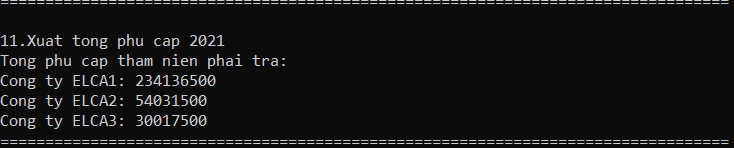 ==================================================================================
11.Xuat tong phu cap 2021
Tong phu cap tham nien phai tra:
Cong ty ELCA1: 234136500
Cong ty ELCA2: 54031500
Cong ty ELCA3: 30017500
==================================================================================